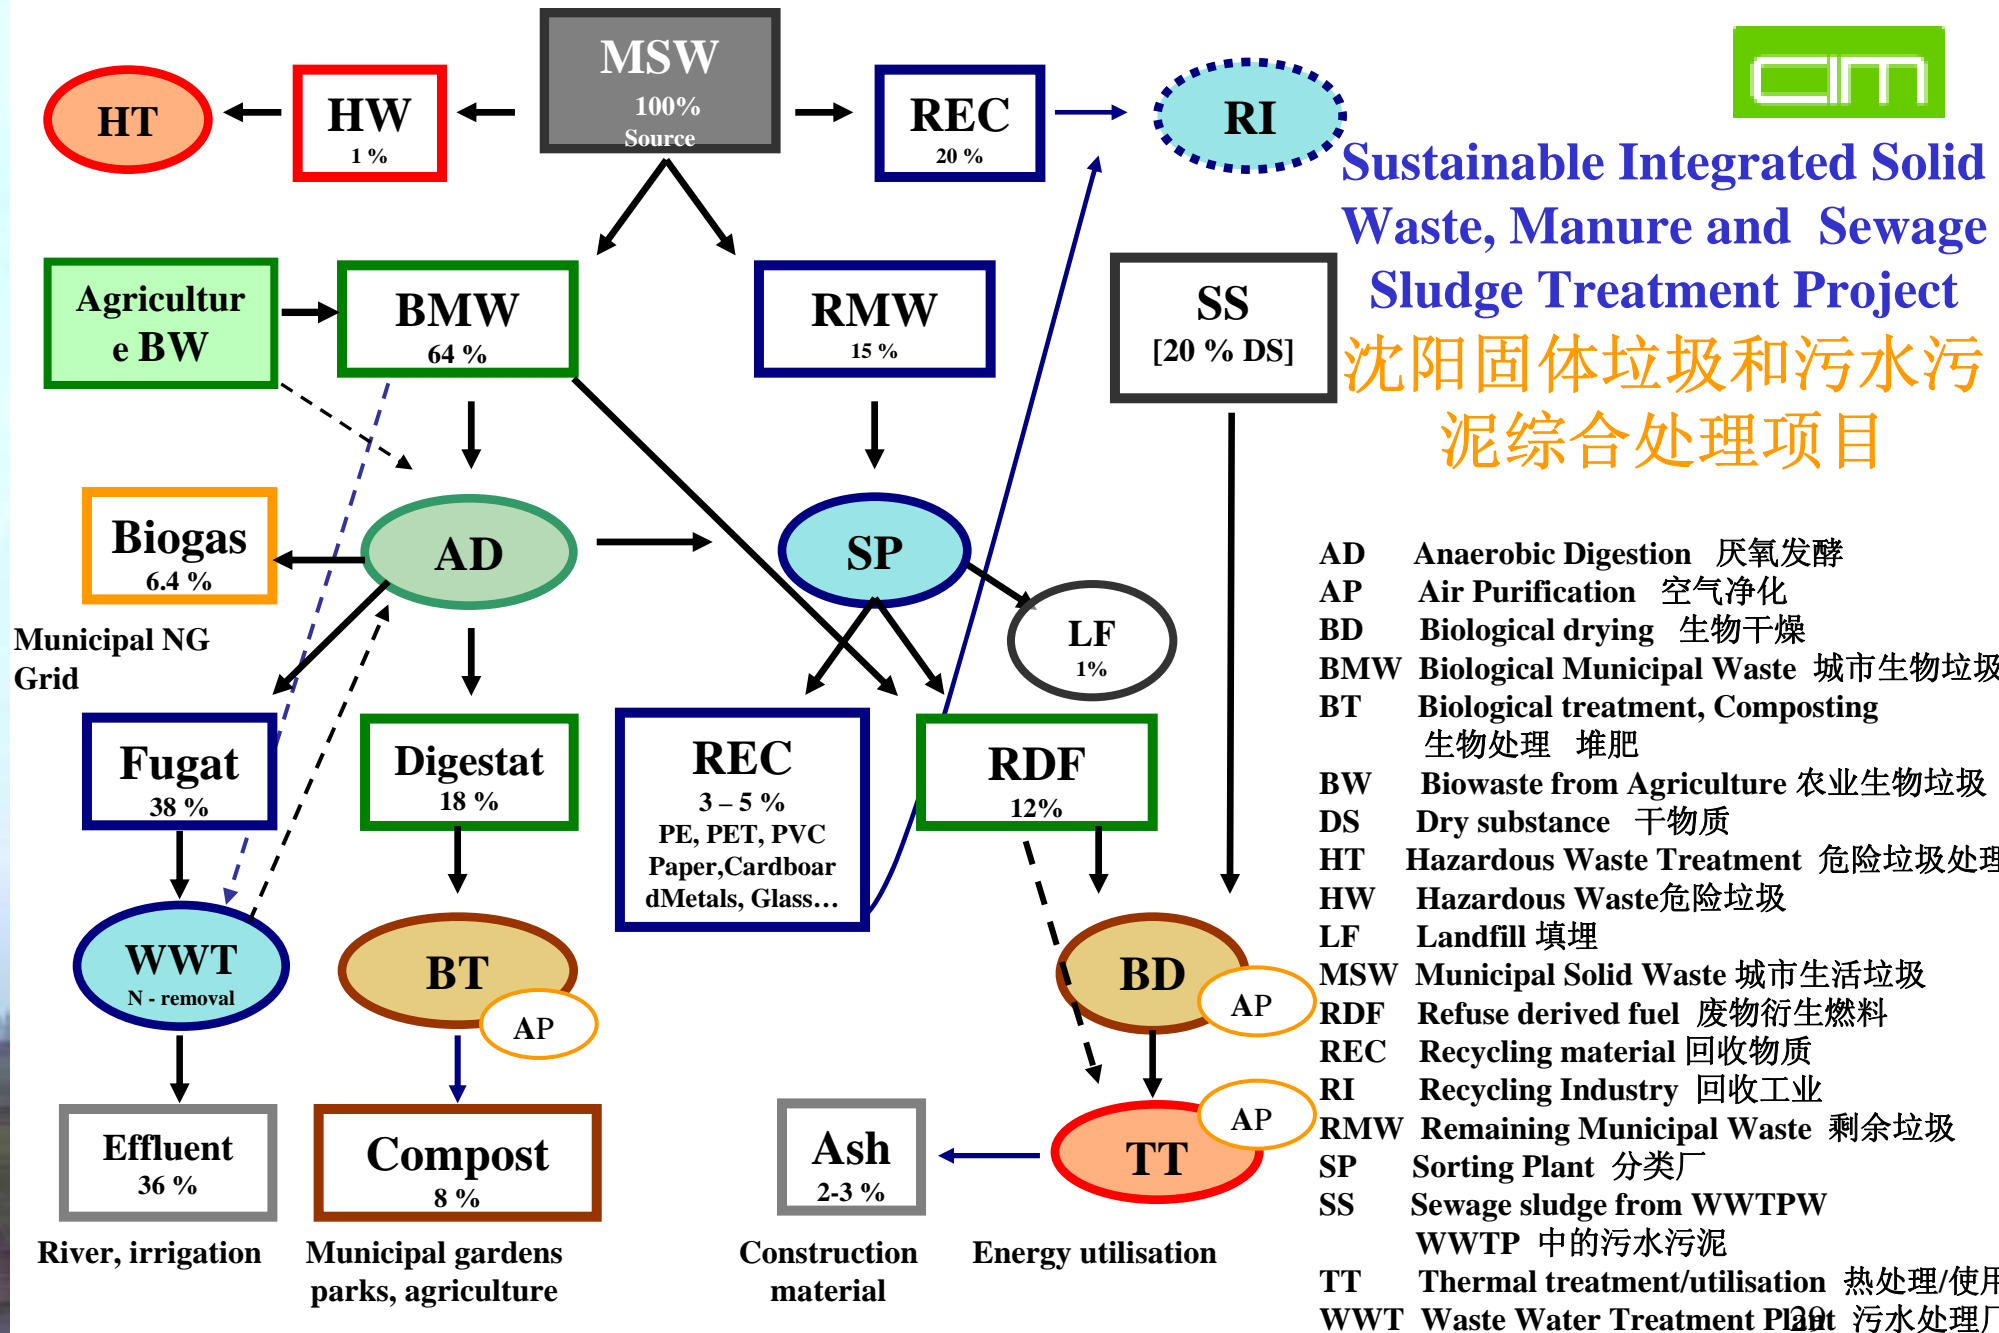 MSW
100%
Source
HT
HW
1 %
REC
20 %
RI
CIM
Sustainable Integrated Solid
Waste, Manure and Sewage
Sludge Treatment Project
沈阳固体垃圾和污水污
泥综合处理项目
Agricultur
e BW
BMW
64 %
RMW
15 %
SS
[20 % DS]
Biogas
6.4 %
AD
SP
LF
1%
Municipal NG
Grid
Fugat
38 %
Digestat
18 %
REC
3 – 5 %
PE, PET, PVC
Paper,Cardboar
dMetals, Glass…
RDF
12%
WWT
N - removal
BT
AP
BD
AP
Effluent
36 %
Compost
8 %
Ash
2-3 %
TT
AP
River, irrigation
Municipal gardens
parks, agriculture
Construction
material
Energy utilisation
AD Anaerobic Digestion 厌氧发酵
AP Air Purification 空气净化
BD Biological drying 生物干燥
BMW Biological Municipal Waste 城市生物垃圾
BT Biological treatment, Composting
生物处理 堆肥
BW Biowaste from Agriculture 农业生物垃圾
DS Dry substance 干物质
HT Hazardous Waste Treatment 危险垃圾处理
HW Hazardous Waste危险垃圾
LF Landfill 填埋
MSW Municipal Solid Waste 城市生活垃圾
RDF Refuse derived fuel 废物衍生燃料
REC Recycling material 回收物质
RI Recycling Industry 回收工业
RMW Remaining Municipal Waste 剩余垃圾
SP Sorting Plant 分类厂
SS Sewage sludge from WWTPW
WWTP 中的污水污泥
TT Thermal treatment/utilisation 热处理/使用
WWT Waste Water Treatment Plant 污水处理厂
29